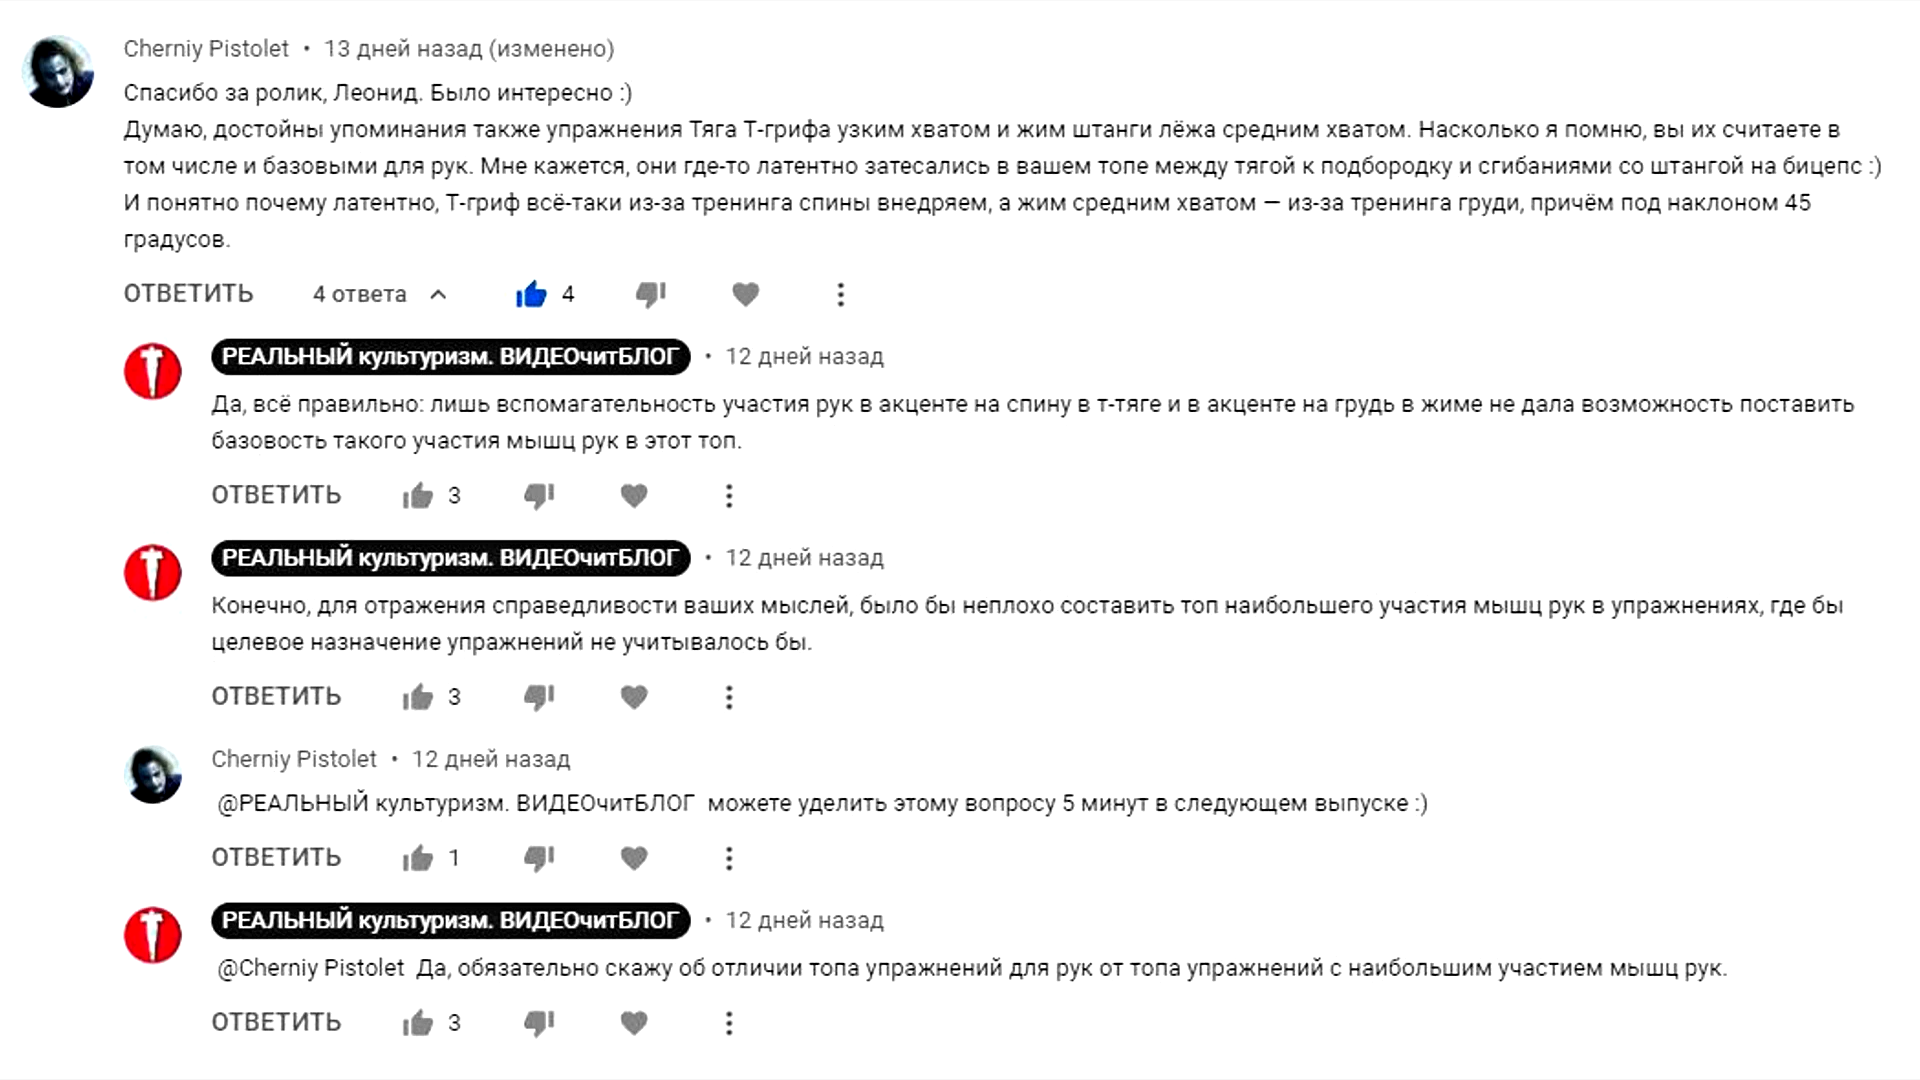 Cherniy Pistolet • 13 дней назад (изменено)
Спасибо за ролик, Леонид. Было интересно :)
Думаю, достойны упоминания также упражнения Тяга Т-грифа узким хватом и жим штанги лёжа средним хватом. Насколько я помню, вы их считаете в
том числе и базовыми для рук. Мне кажется, они где-то латентно затесались в вашем топе между тягой к подбородку и сгибаниями со штангой на бицепс :)
И понятно почему латентно, Т-гриф всё-таки из-за тренинга спины внедряем, а жим средним хватом — из-за тренинга груди, причём под наклоном 45
градусов.
ОТВЕТИТЬ 4 ответа 4
РЕАЛЬНЫЙ культуризм. ВИДЕОчитБЛОГ • 12 дней назад
Да, всё правильно: лишь вспомагательность участия рук в акценте на спину в т-тяге и в акценте на грудь в жиме не дала возможность поставить
базовость такого участия мышц рук в этот топ.
ОТВЕТИТЬ 3
РЕАЛЬНЫЙ культуризм. ВИДЕОчитБЛОГ • 12 дней назад
Конечно, для отражения справедливости ваших мыслей, было бы неплохо составить топ наибольшего участия мышц рук в упражнениях, где бы
целевое назначение упражнений не учитывалось бы.
ОТВЕТИТЬ 3
Cherniy Pistolet • 12 дней назад
@РЕАЛЬНЫЙ культуризм. ВИДЕОчитБЛОГ можете уделить этому вопросу 5 минут в следующем выпуске :)
ОТВЕТИТЬ 1
РЕАЛЬНЫЙ культуризм. ВИДЕОчитБЛОГ • 12 дней назад
@Cherniy Pistolet Да, обязательно скажу об отличии топа упражнений для рук от топа упражнений с наибольшим участием мышц рук.
ОТВЕТИТЬ 3